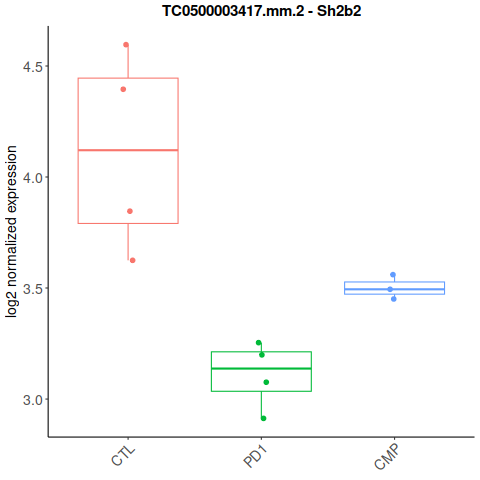 TC0500003417.mm.2 - Sh2b2
log2 normalized expression
4.5
4.0
3.5
3.0
CTL
PD1
CMP